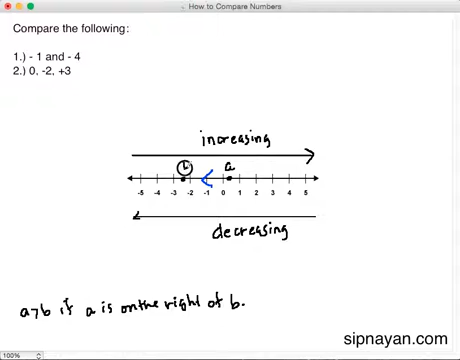 How to Compare Numbers
Compare the following:
1.) - 1 and - 4
2.) 0, -2, +3
increasing
b a
<
-5 -4 -3 -2 -1 0 1 2 3 4 5
decreasing
a>b if a is on the right of b.
sipnayan.com
100%